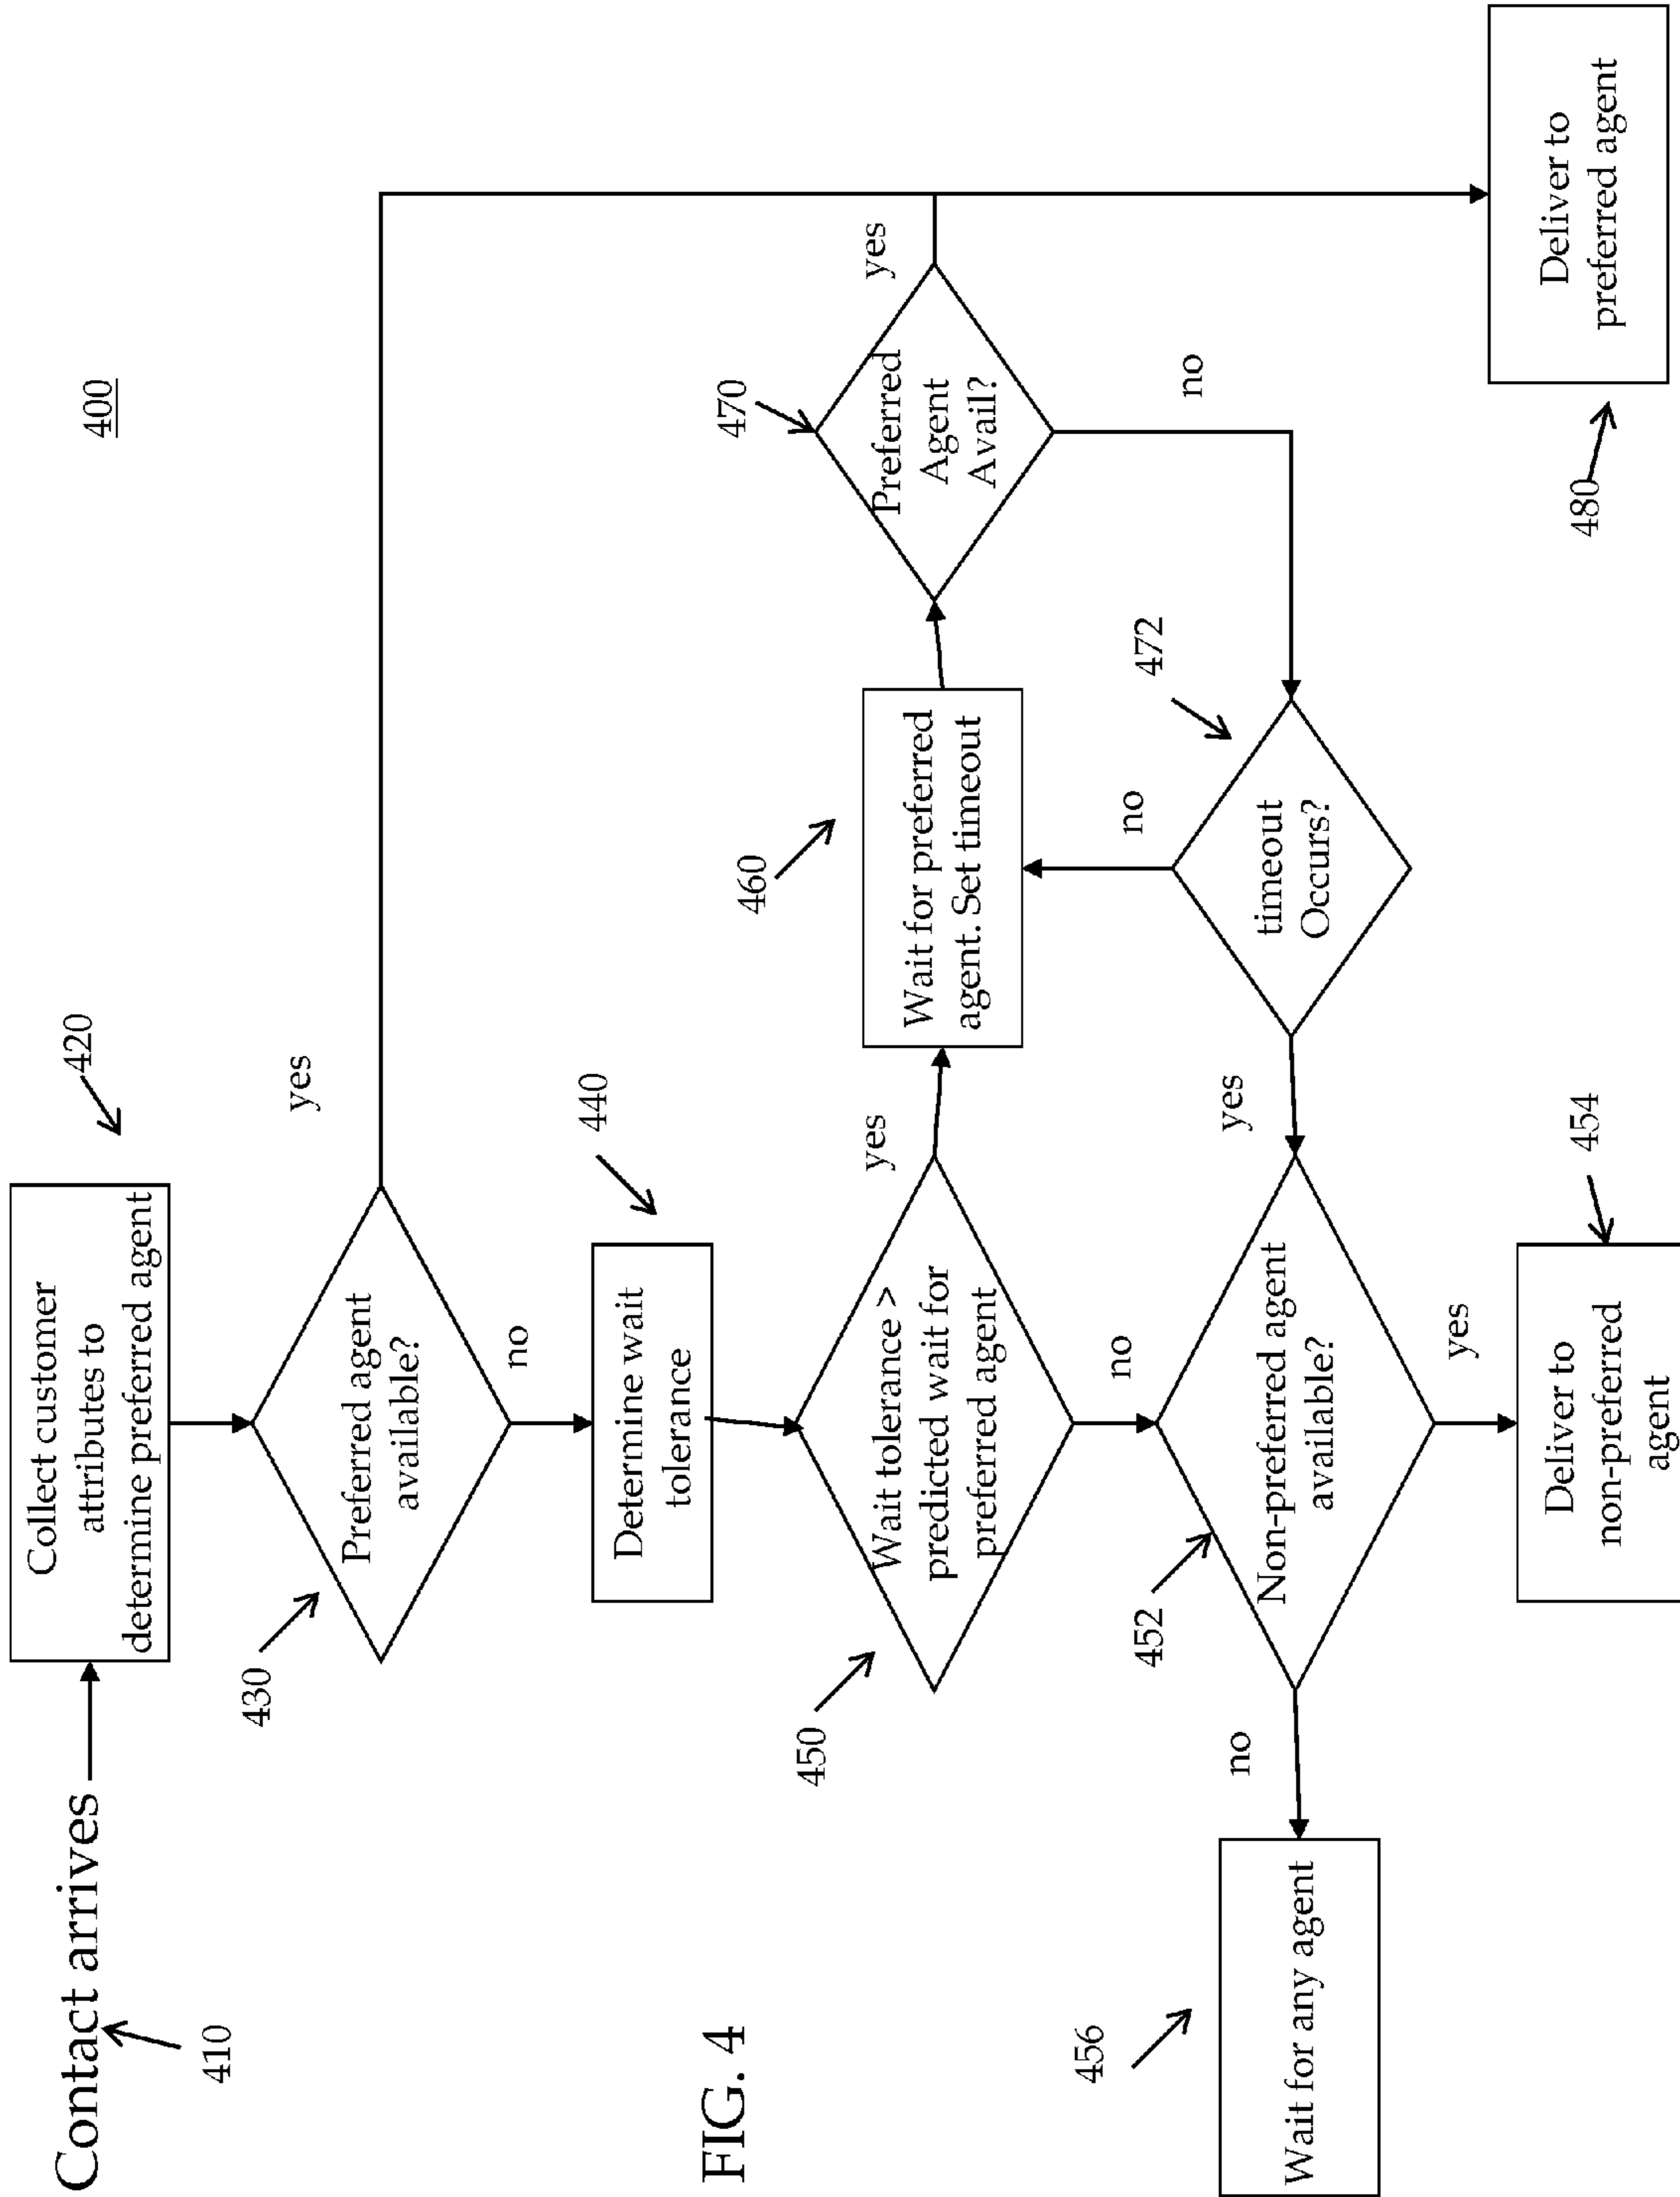 400
Contact arrives
410
Collect customer
attributes to
determine preferred agent
420
Preferred agent
available?
430
yes
no
Determine wait
tolerance
440
Wait tolerance >
predicted wait for
preferred agent
450
yes
no
Wait for preferred
agent. Set timeout
460
Preferred
Agent
Avail?
470
yes
no
timeout
Occurs?
472
no
yes
Non-preferred agent
available?
452
no
yes
Wait for any agent
456
Deliver to
non-preferred
agent
454
Deliver to
preferred agent
480
FIG. 4